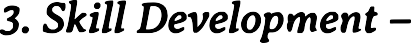 3. Skill Development –